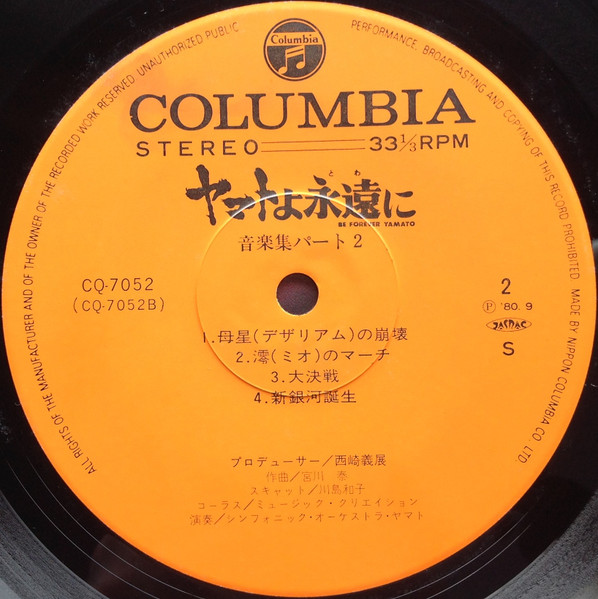 ALL RIGHTS OF THE MANUFACTURER AND OF THE OWNER OF THE RECORDED WORK RESERVED. UNAUTHORIZED PUBLIC PERFORMANCE, BROADCASTING AND COPYING OF THIS RECORD PROHIBITED. MADE BY NIPPON COLUMBIA CO. LTD
Columbia
COLUMBIA
STEREO 33⅓RPM
とわ
ヤマトよ永遠に
BE FOREVER YAMATO
音楽集パート2
CQ-7052
(CQ-7052B)
2
Ⓟ '80.9
JASRAC
S
1.母星(デザリアム)の崩壊
2.澪(ミオ)のマーチ
3.大決戦
4.新銀河誕生
プロデューサー/西崎義展
作曲/宮川 泰
スキャット/川島和子
コーラス/ミュージック・クリエイション
演奏/シンフォニック・オーケストラ・ヤマト